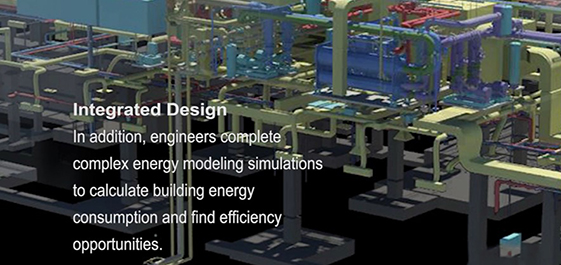 Integrated Design
In addition, engineers complete
complex energy modeling simulations
to calculate building energy
consumption and find efficiency
opportunities.